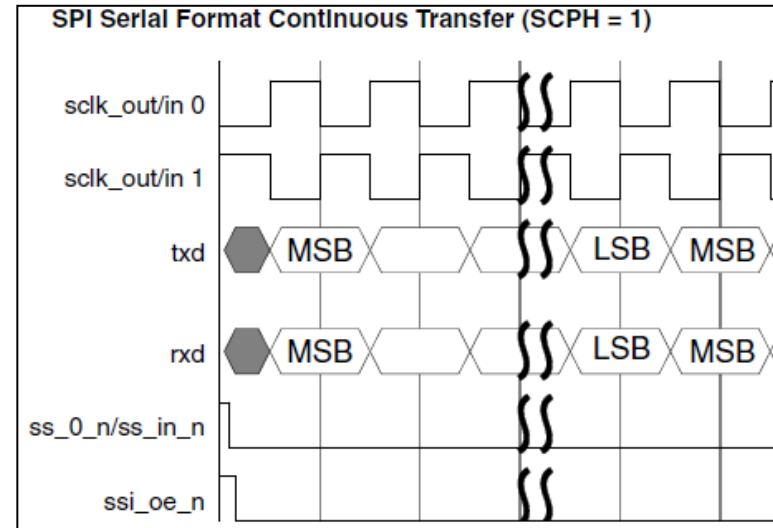 SPI Serial Format Continuous Transfer (SCPH = 1)
sclk_out/in 0
sclk_out/in 1
txd MSB LSB MSB
rxd MSB LSB MSB
ss_0_n/ss_in_n
ssi_oe_n